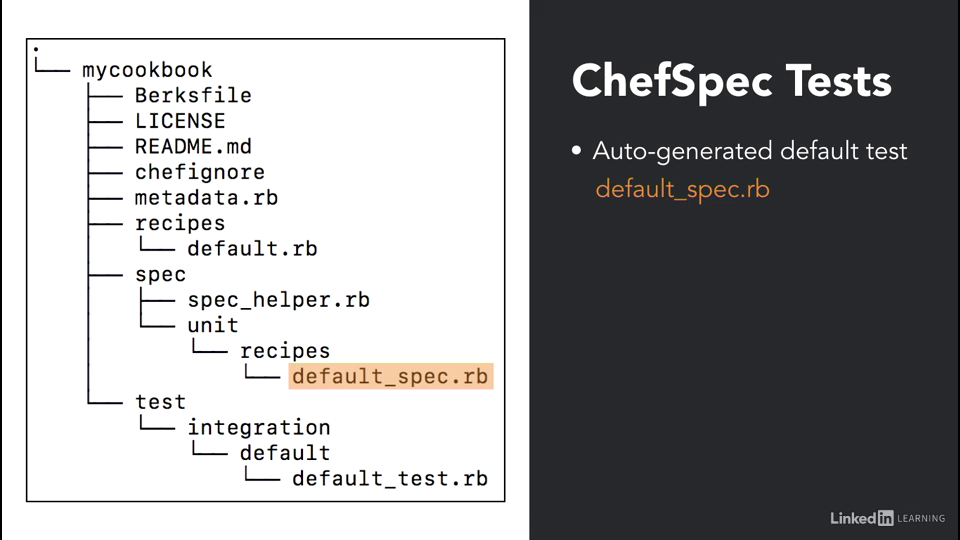 .
└── mycookbook
    ├── Berksfile
    ├── LICENSE
    ├── README.md
    ├── chefignore
    ├── metadata.rb
    ├── recipes
    │   └── default.rb
    ├── spec
    │   ├── spec_helper.rb
    │   └── unit
    │       └── recipes
    │           └── default_spec.rb
    └── test
        └── integration
            └── default
                └── default_test.rb
ChefSpec Tests
• Auto-generated default test
default_spec.rb
Linked in LEARNING